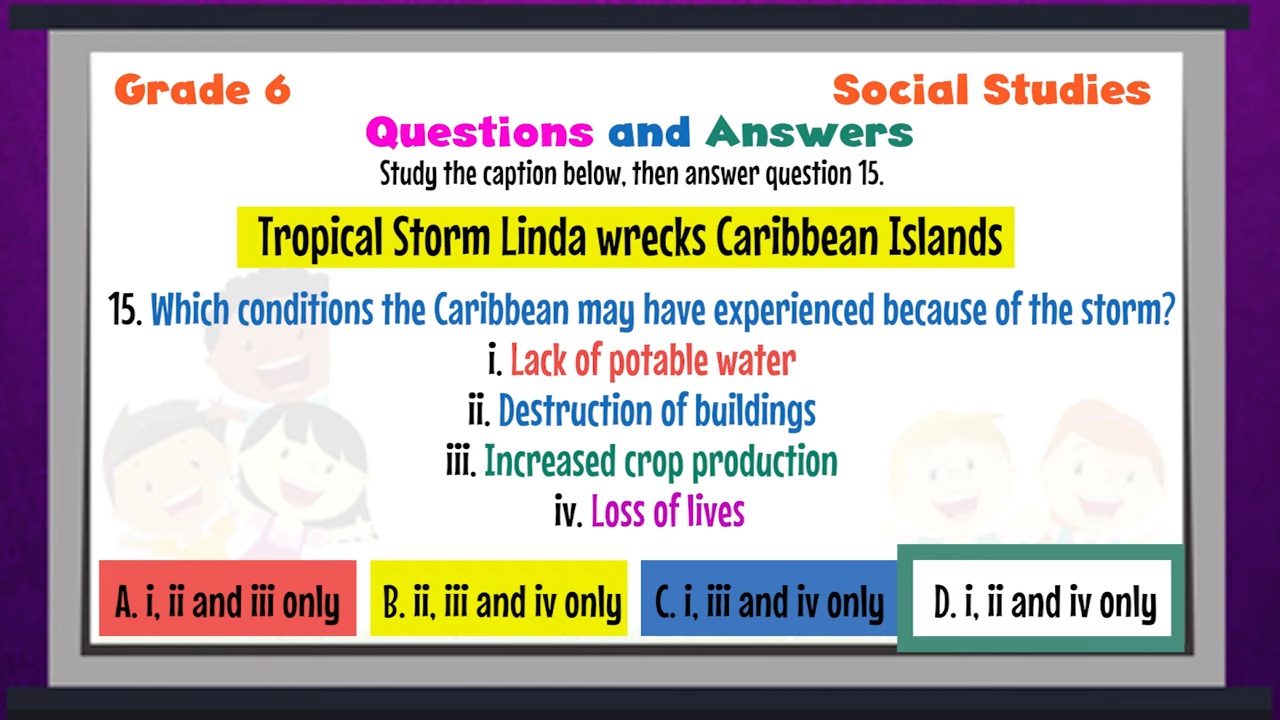 Grade 6
Social Studies
Questions and Answers
Study the caption below, then answer question 15.
Tropical Storm Linda wrecks Caribbean Islands
15. Which conditions the Caribbean may have experienced because of the storm?
i. Lack of potable water
ii. Destruction of buildings
iii. Increased crop production
iv. Loss of lives
A. i, ii and iii only
B. ii, iii and iv only
C. i, iii and iv only
D. i, ii and iv only